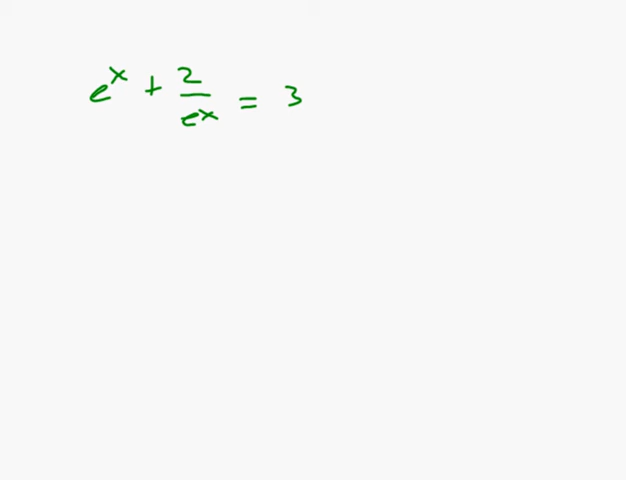 e^x + 2/e^x = 3